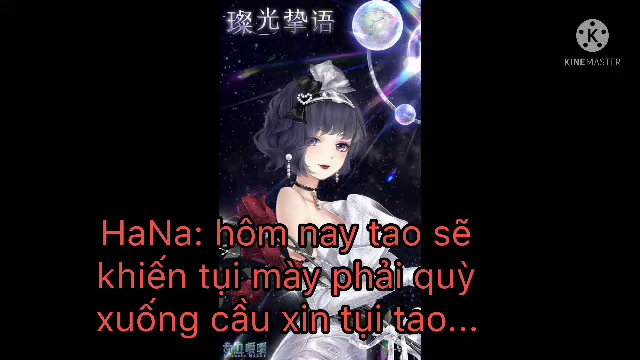 璨光挚语
KINEMASTER
HaNa: hôm nay tao sẽ
khiến tụi mày phải quỳ
xuống cầu xin tụi tao...